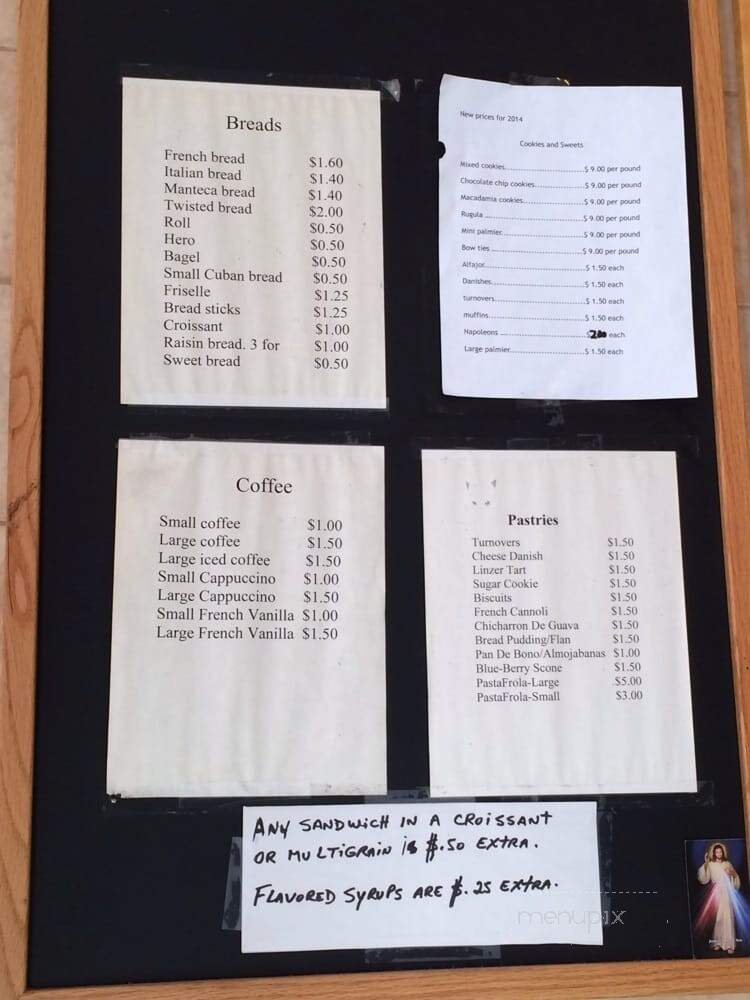 Breads
French bread $1.60
Italian bread $1.40
Manteca bread $1.40
Twisted bread $2.00
Roll $0.50
Hero $0.50
Bagel $0.50
Small Cuban bread $0.50
Friselle $1.25
Bread sticks $1.25
Croissant $1.00
Raisin bread. 3 for $1.00
Sweet bread $0.50
New prices for 2014
Cookies and Sweets
Mixed cookies..............................$ 9.00 per pound
Chocolate chip cookies...................$ 9.00 per pound
Macadamia cookies.......................$ 9.00 per pound
Rugula ....................................$ 9.00 per pound
Mini palmier...............................$ 9.00 per pound
Bow ties ..................................$ 9.00 per pound
Alfajor.....................................$ 1.50 each
Danishes...................................$ 1.50 each
turnovers..................................$ 1.50 each
muffins....................................$ 1.50 each
Napoleons ................................$ each
Large palmier.............................$ 1.50 each
Coffee
Small coffee $1.00
Large coffee $1.50
Large iced coffee $1.50
Small Cappuccino $1.00
Large Cappuccino $1.50
Small French Vanilla $1.00
Large French Vanilla $1.50
Pastries
Turnovers $1.50
Cheese Danish $1.50
Linzer Tart $1.50
Sugar Cookie $1.50
Biscuits $1.50
French Cannoli $1.50
Chicharron De Guava $1.50
Bread Pudding/Flan $1.50
Pan De Bono/Almojabanas $1.00
Blue-Berry Scone $1.50
PastaFrola-Large $5.00
PastaFrola-Small $3.00
ANY SANDWICH IN A CROISSANT
OR MULTIGRAIN IS $.50 EXTRA.
FLAVORED SYRUPS ARE $.25 EXTRA.
menupix